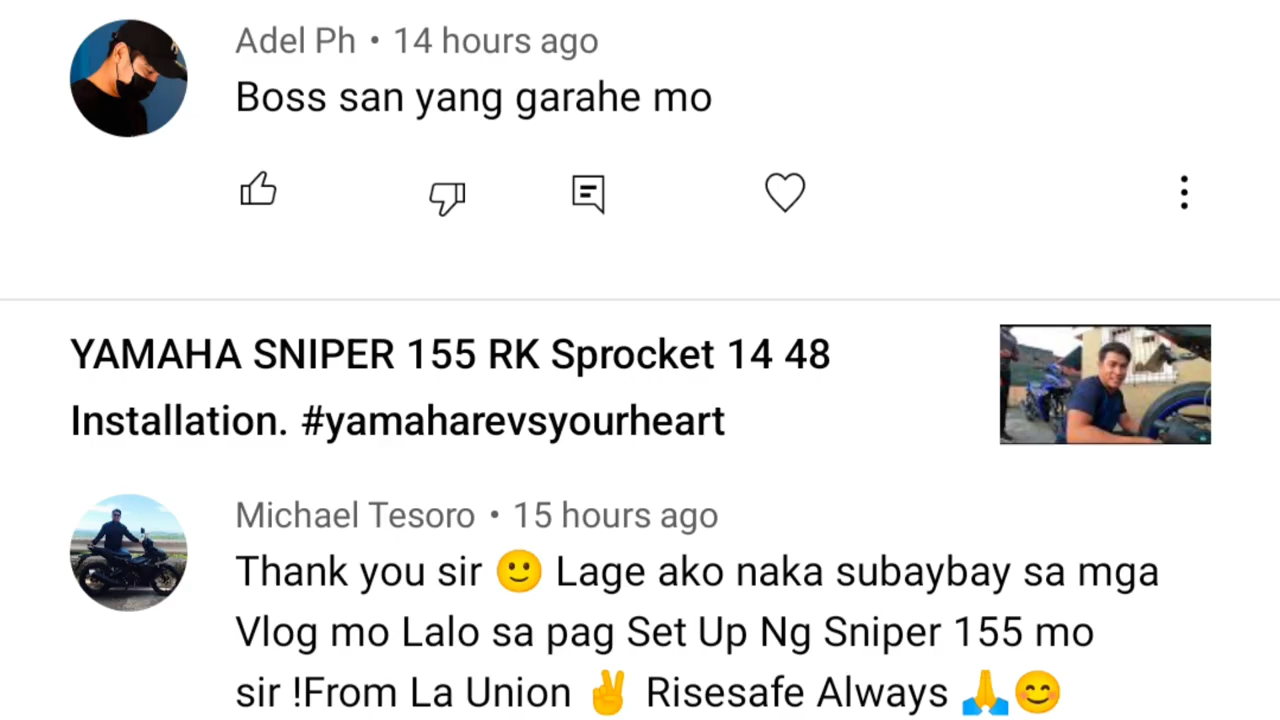 Adel Ph • 14 hours ago
Boss san yang garahe mo
YAMAHA SNIPER 155 RK Sprocket 14 48
Installation. #yamaharevsyourheart
Michael Tesoro • 15 hours ago
Thank you sir 🙂 Lage ako naka subaybay sa mga
Vlog mo Lalo sa pag Set Up Ng Sniper 155 mo
sir !From La Union ✌️ Risesafe Always 🙏😊